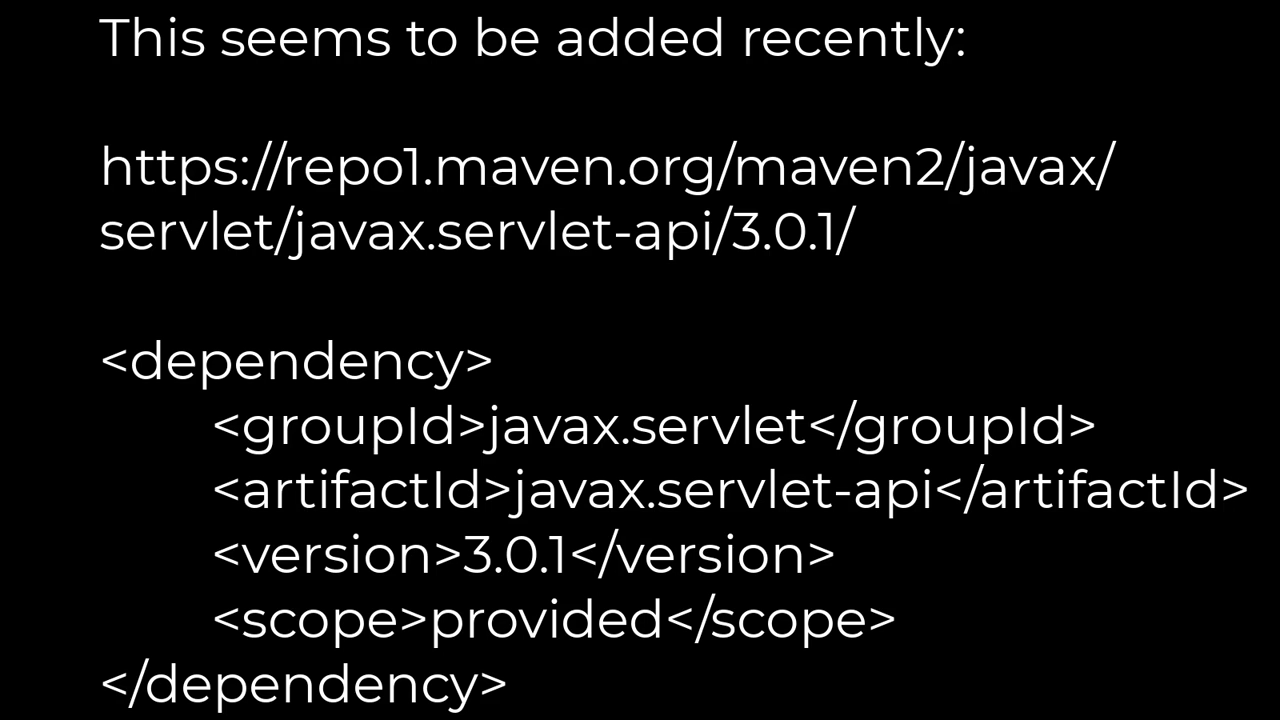 This seems to be added recently:
https://repo1.maven.org/maven2/javax/
servlet/javax.servlet-api/3.0.1/
<dependency>
<groupId>javax.servlet</groupId>
<artifactId>javax.servlet-api</artifactId>
<version>3.0.1</version>
<scope>provided</scope>
</dependency>